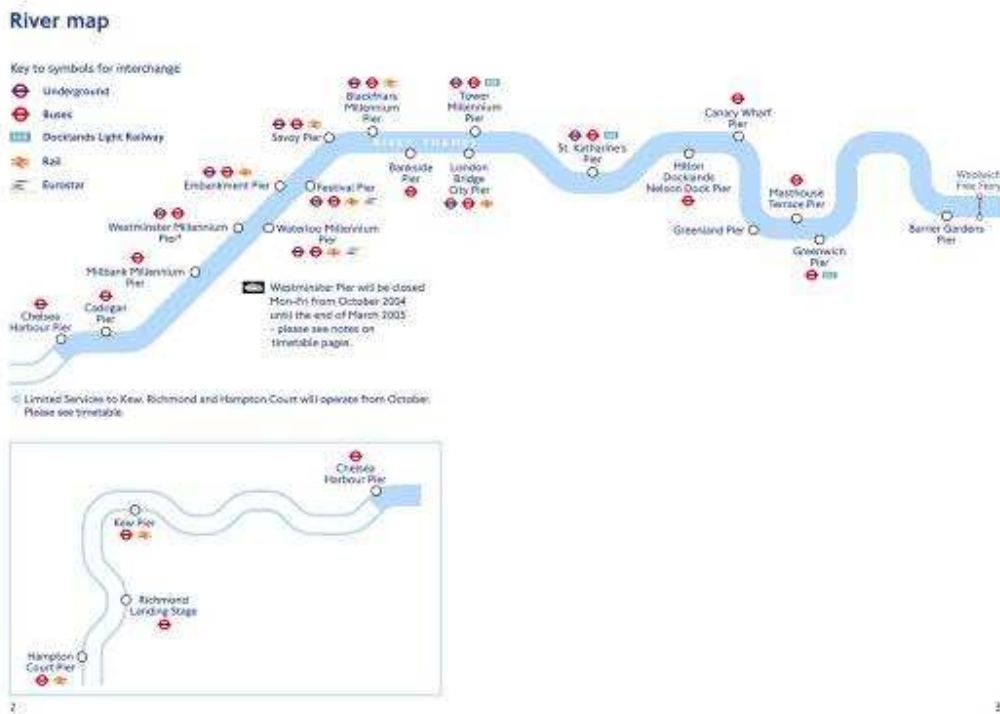 River map
Key to symbols for interchange
Underground
Buses
Docklands Light Railway
Rail
Eurostar
Blackfriars
Millennium
Pier
Tower
Millennium
Pier
Savoy Pier
RIVER THAMES
Bankside
Pier
London
Bridge
City Pier
St. Katharine's
Pier
Canary Wharf
Pier
Hilton
Docklands
Nelson Dock Pier
Masthouse
Terrace Pier
Greenland Pier
Greenwich
Pier
Woolwich
Free Ferry
Barrier Gardens
Pier
Embankment Pier
Festival Pier
Westminster Millennium
Pier*
Waterloo Millennium
Pier
Millbank Millennium
Pier
Cadogan
Pier
Chelsea
Harbour Pier
Westminster Pier will be closed
Mon-Fri from October 2004
until the end of March 2005
- please see notes on
timetable pages.
Limited Services to Kew, Richmond and Hampton Court will operate from October.
Please see timetable.
Chelsea
Harbour Pier
Kew Pier
Richmond
Landing Stage
Hampton
Court Pier
2
3